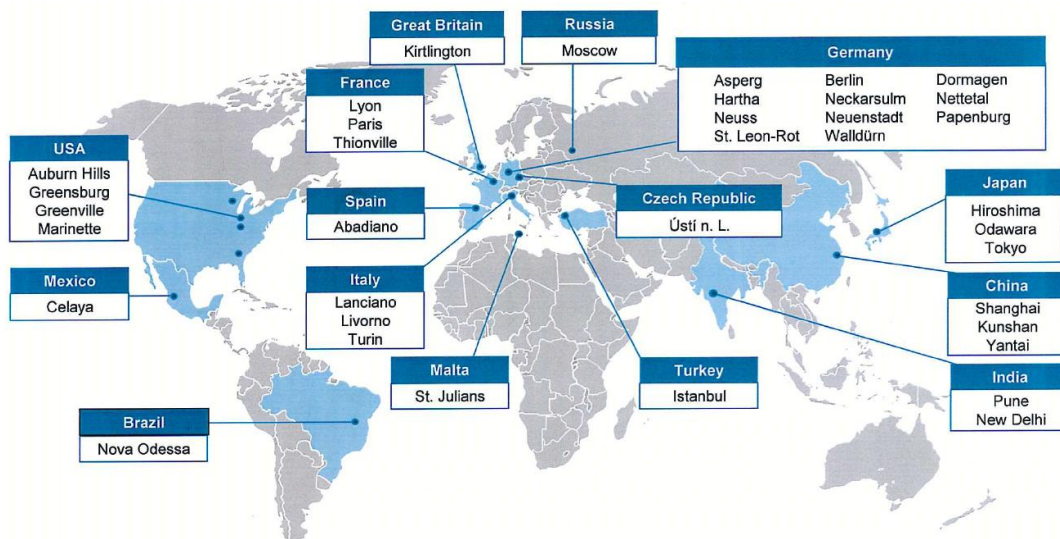 Great Britain
Kirtlington
Russia
Moscow
Germany
Asperg Berlin Dormagen
Hartha Neckarsulm Nettetal
Neuss Neuenstadt Papenburg
St. Leon-Rot Walldürn
France
Lyon
Paris
Thionville
USA
Auburn Hills
Greensburg
Greenville
Marinette
Spain
Abadiano
Czech Republic
Ústí n. L.
Japan
Hiroshima
Odawara
Tokyo
Mexico
Celaya
Italy
Lanciano
Livorno
Turin
China
Shanghai
Kunshan
Yantai
Malta
St. Julians
Turkey
Istanbul
India
Pune
New Delhi
Brazil
Nova Odessa